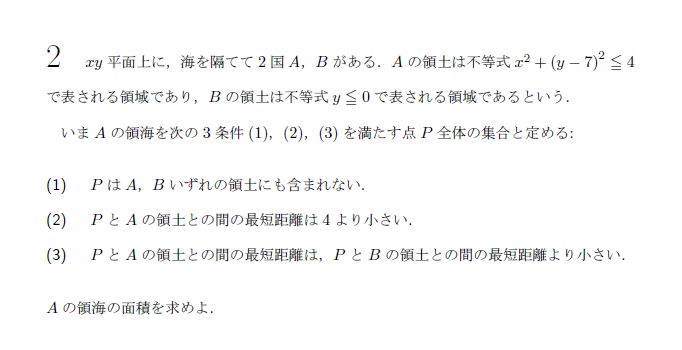 2 xy 平面上に，海を隔てて 2 国 A，B がある．A の領土は不等式 x² + (y − 7)² ≦ 4
で表される領域であり，B の領土は不等式 y ≦ 0 で表される領域であるという．
いま A の領海を次の 3 条件 (1)，(2)，(3) を満たす点 P 全体の集合と定める:
(1) P は A，B いずれの領土にも含まれない．
(2) P と A の領土との間の最短距離は 4 より小さい．
(3) P と A の領土との間の最短距離は，P と B の領土との間の最短距離より小さい．
A の領海の面積を求めよ．